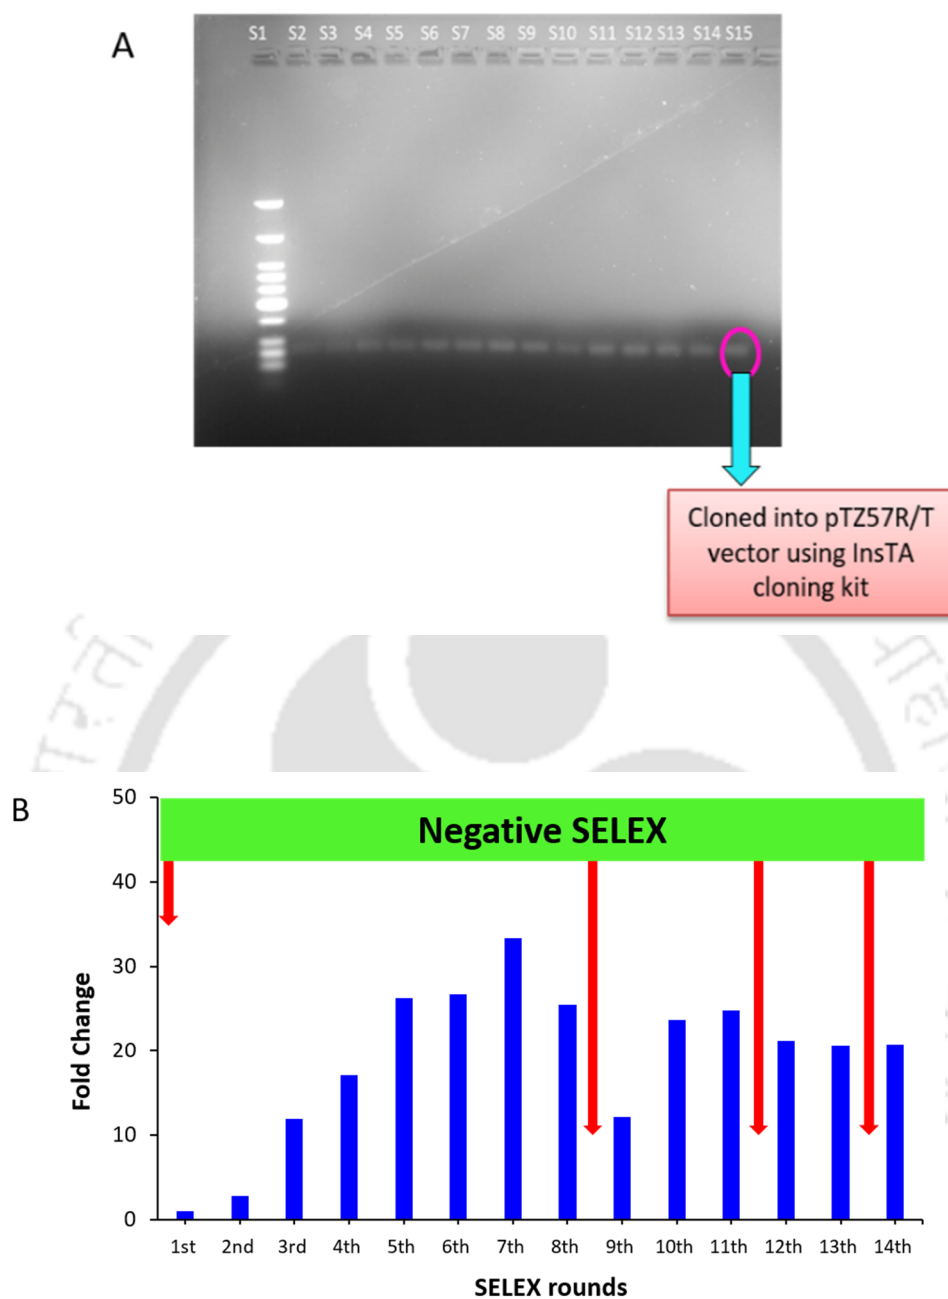 A
S1 S2 S3 S4 S5 S6 S7 S8 S9 S10 S11 S12 S13 S14 S15
Cloned into pTZ57R/T
vector using InsTA
cloning kit
B
50
Negative SELEX
40
30
20
10
0
Fold Change
1st 2nd 3rd 4th 5th 6th 7th 8th 9th 10th 11th 12th 13th 14th
SELEX rounds